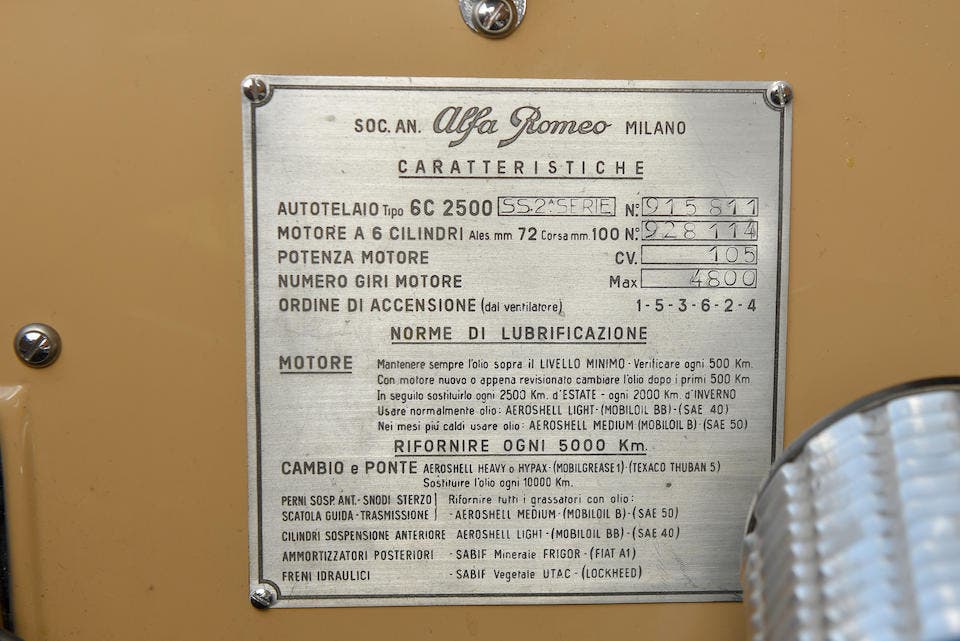 SOC. AN. Alfa Romeo MILANO
CARATTERISTICHE
AUTOTELAIO Tipo 6C 2500 SS.2ᴬSERIE N° 915811
MOTORE A 6 CILINDRI Ales. mm 72 Corsa mm. 100 N° 928114
POTENZA MOTORE CV. 105
NUMERO GIRI MOTORE Max 4800
ORDINE DI ACCENSIONE (dal ventilatore) 1-5-3-6-2-4
NORME DI LUBRIFICAZIONE
MOTORE Mantenere sempre l'olio sopra il LIVELLO MINIMO - Verificare ogni 500 Km.
Con motore nuovo o appena revisionato cambiare l'olio dopo i primi 500 Km.
In seguito sostituirlo ogni 2500 Km. d'ESTATE - ogni 2000 Km. d'INVERNO
Usare normalmente olio: AEROSHELL LIGHT-(MOBILOIL BB)-(SAE 40)
Nei mesi piú caldi usare olio: AEROSHELL MEDIUM (MOBILOIL B)-(SAE 50)
RIFORNIRE OGNI 5000 Km.
CAMBIO e PONTE AEROSHELL HEAVY o HYPAX-(MOBILGREASE 1)-(TEXACO THUBAN 5)
Sostituire l'olio ogni 10000 Km.
PERNI SOSP. ANT.- SNODI STERZO Rifornire tutti i grassatori con olio:
SCATOLA GUIDA-TRASMISSIONE - AEROSHELL MEDIUM-(MOBILOIL B)-(SAE 50)
CILINDRI SOSPENSIONE ANTERIORE AEROSHELL LIGHT-(MOBILOIL BB)-(SAE 40)
AMMORTIZZATORI POSTERIORI - SABIF Minerale FRIGOR-(FIAT A1)
FRENI IDRAULICI - SABIF Vegetale UTAC-(LOCKHEED)